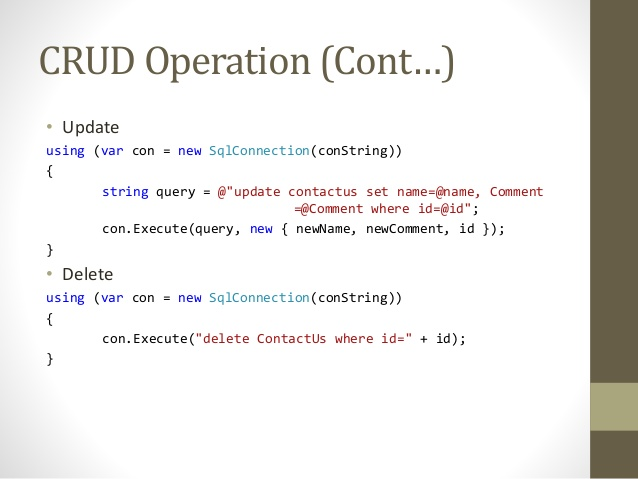 CRUD Operation (Cont…)
• Update
using (var con = new SqlConnection(conString))
{
string query = @"update contactus set name=@name, Comment
=@Comment where id=@id";
con.Execute(query, new { newName, newComment, id });
}
• Delete
using (var con = new SqlConnection(conString))
{
con.Execute("delete ContactUs where id=" + id);
}